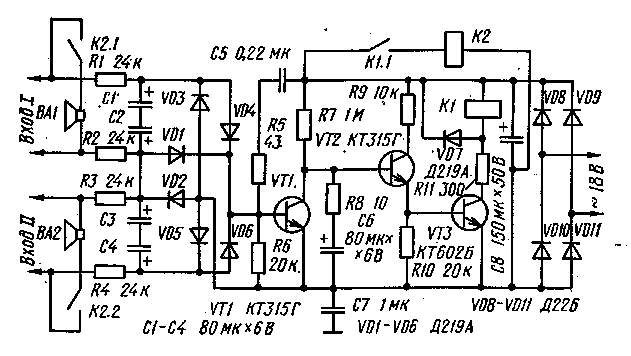 C5 0,22 мк
K2
K2.1
K1.1
R1 24к
R9 10к
C1
VD3
VD4
R7 1М
K1
VD8
VD9
Вход I
BA1
C2
R5
43
VT2 КТ315Г
R2 24к
VD1
VD7
Д219А
R3 24к
VD2
VT1
R8 10
R11 300
~18В
Вход II
BA2
C3
C6
80мк×
×6В
C8 150мк×50В
C4
VD5
VD6
R6
20к
VT3
КТ602Б
VD10
VD11
R4 24к
R10 20к
K2.2
VT1 КТ315Г
C7 1мк
VD8-VD11 Д226
C1-C4 80мк×6В
VD1-VD6 Д219А